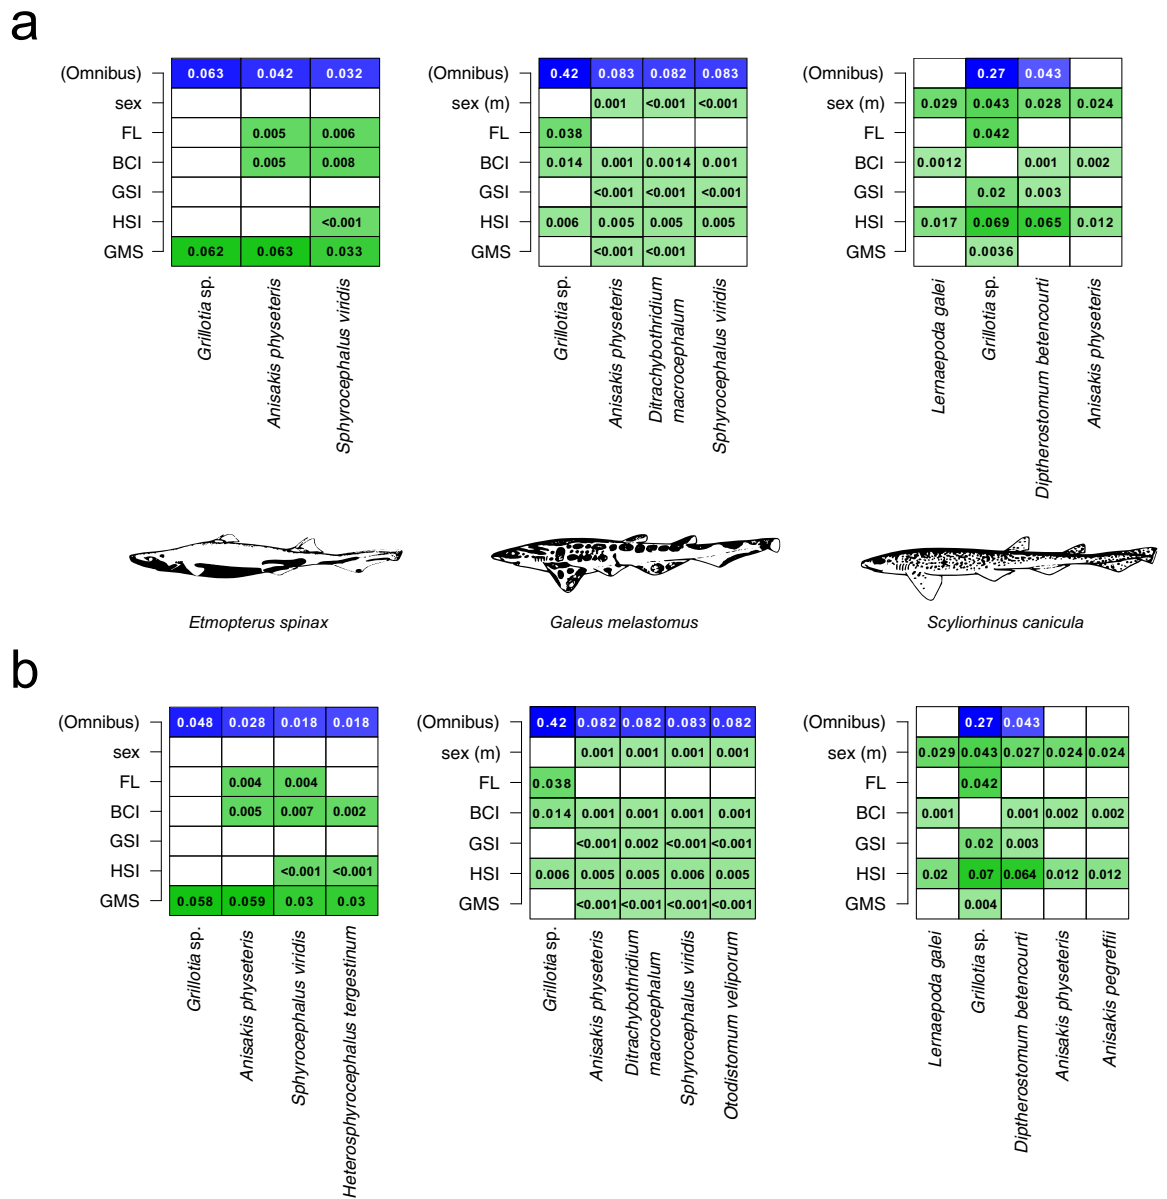 a
(Omnibus) 0.063 0.042 0.032
sex
FL 0.005 0.006
BCI 0.005 0.008
GSI
HSI <0.001
GMS 0.062 0.063 0.033
Grillotia sp.
Anisakis physeteris
Sphyrocephalus viridis
(Omnibus) 0.42 0.083 0.082 0.083
sex (m) 0.001 <0.001 <0.001
FL 0.038
BCI 0.014 0.001 0.0014 0.001
GSI <0.001 <0.001 <0.001
HSI 0.006 0.005 0.005 0.005
GMS <0.001 <0.001
Grillotia sp.
Anisakis physeteris
Ditrachybothridium
macrocephalum
Sphyrocephalus viridis
(Omnibus) 0.27 0.043
sex (m) 0.029 0.043 0.028 0.024
FL 0.042
BCI 0.0012 0.001 0.002
GSI 0.02 0.003
HSI 0.017 0.069 0.065 0.012
GMS 0.0036
Lernaepoda galei
Grillotia sp.
Diptherostomum betencourti
Anisakis physeteris
Etmopterus spinax
Galeus melastomus
Scyliorhinus canicula
b
(Omnibus) 0.048 0.028 0.018 0.018
sex
FL 0.004 0.004
BCI 0.005 0.007 0.002
GSI
HSI <0.001 <0.001
GMS 0.058 0.059 0.03 0.03
Grillotia sp.
Anisakis physeteris
Sphyrocephalus viridis
Heterosphyrocephalus tergestinum
(Omnibus) 0.42 0.082 0.082 0.083 0.082
sex (m) 0.001 0.001 0.001 0.001
FL 0.038
BCI 0.014 0.001 0.001 0.001 0.001
GSI <0.001 0.002 <0.001 <0.001
HSI 0.006 0.005 0.005 0.006 0.005
GMS <0.001 <0.001 <0.001 <0.001
Grillotia sp.
Anisakis physeteris
Ditrachybothridium
macrocephalum
Sphyrocephalus viridis
Otodistomum veliporum
(Omnibus) 0.27 0.043
sex (m) 0.029 0.043 0.027 0.024 0.024
FL 0.042
BCI 0.001 0.001 0.002 0.002
GSI 0.02 0.003
HSI 0.02 0.07 0.064 0.012 0.012
GMS 0.004
Lernaepoda galei
Grillotia sp.
Diptherostomum betencourti
Anisakis physeteris
Anisakis pegreffii